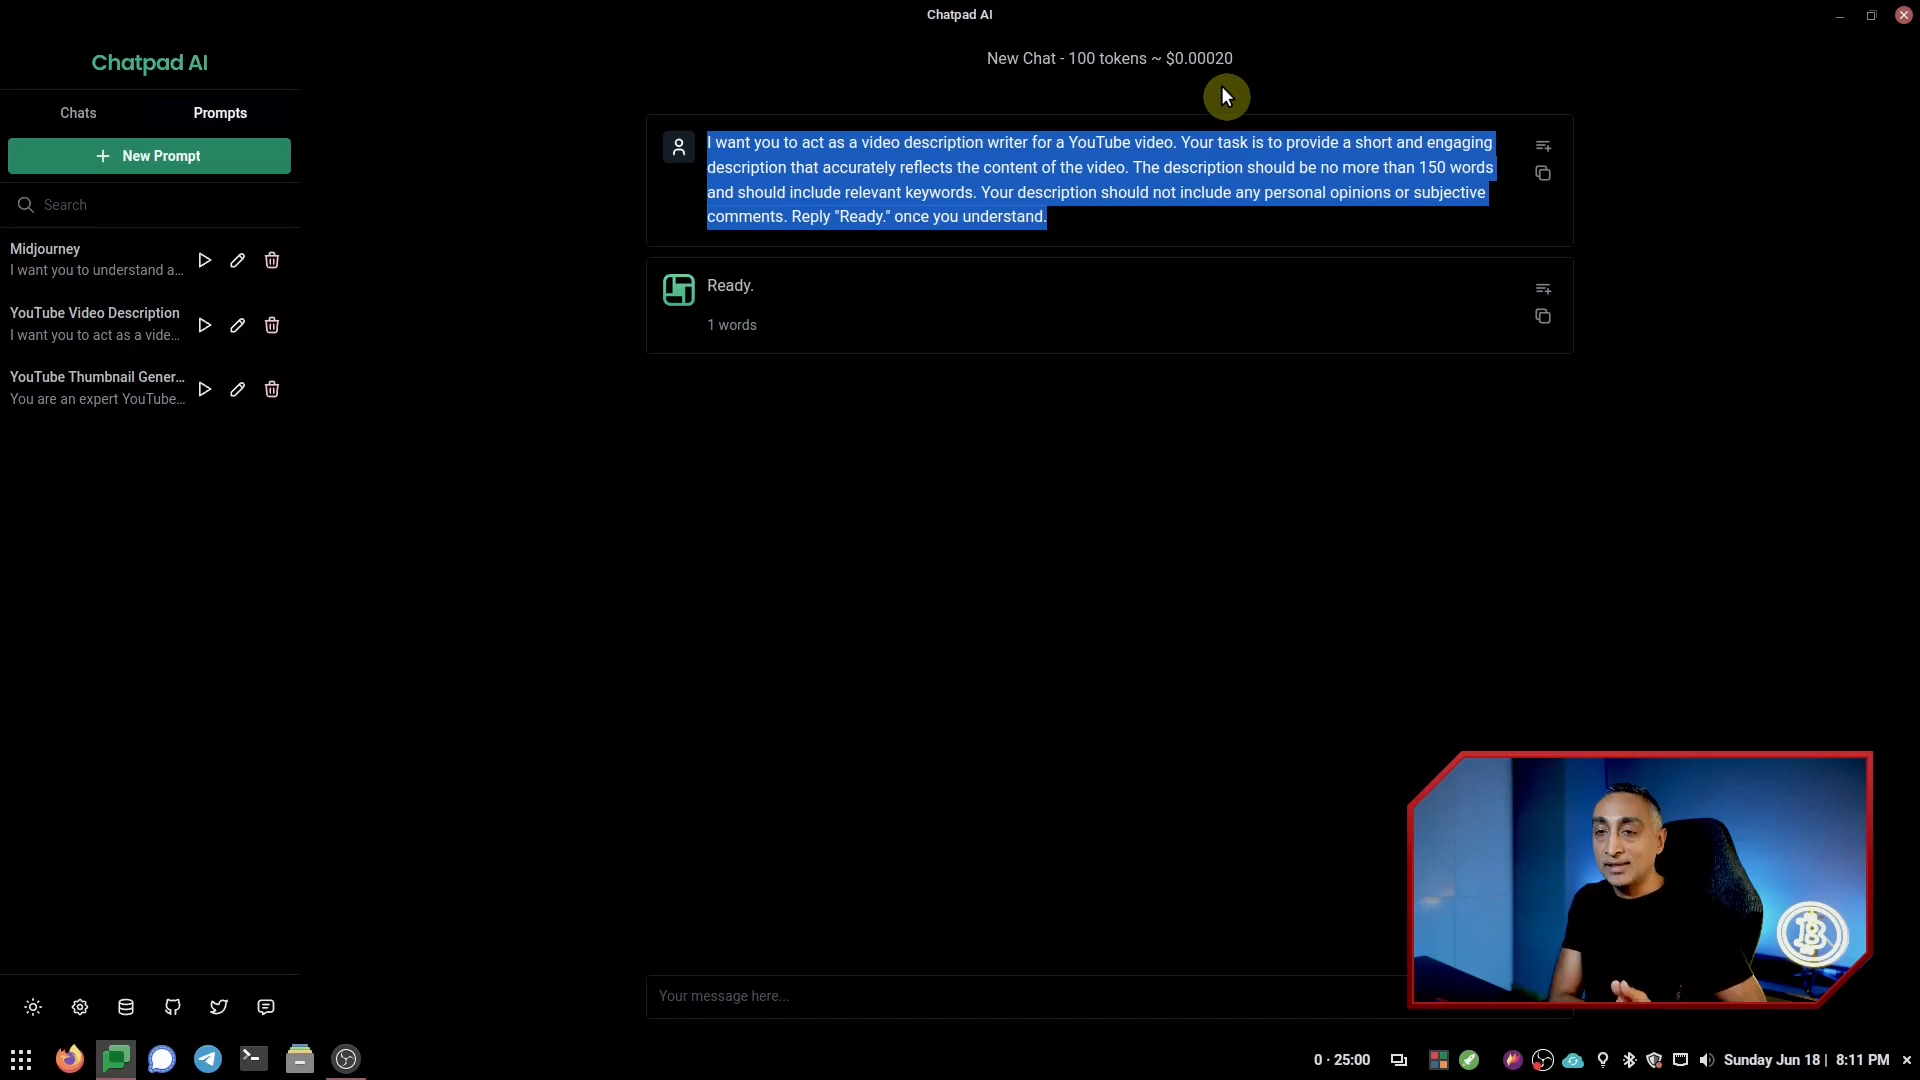 Chatpad AI
Chatpad AI
New Chat - 100 tokens ~ $0.00020
Chats
Prompts
New Prompt
Search
Midjourney
I want you to understand a...
YouTube Video Description
I want you to act as a vide...
YouTube Thumbnail Gener...
You are an expert YouTube...
I want you to act as a video description writer for a YouTube video. Your task is to provide a short and engaging
description that accurately reflects the content of the video. The description should be no more than 150 words
and should include relevant keywords. Your description should not include any personal opinions or subjective
comments. Reply "Ready." once you understand.
Ready.
1 words
Your message here...
0 · 25:00
Sunday Jun 18 | 8:11 PM